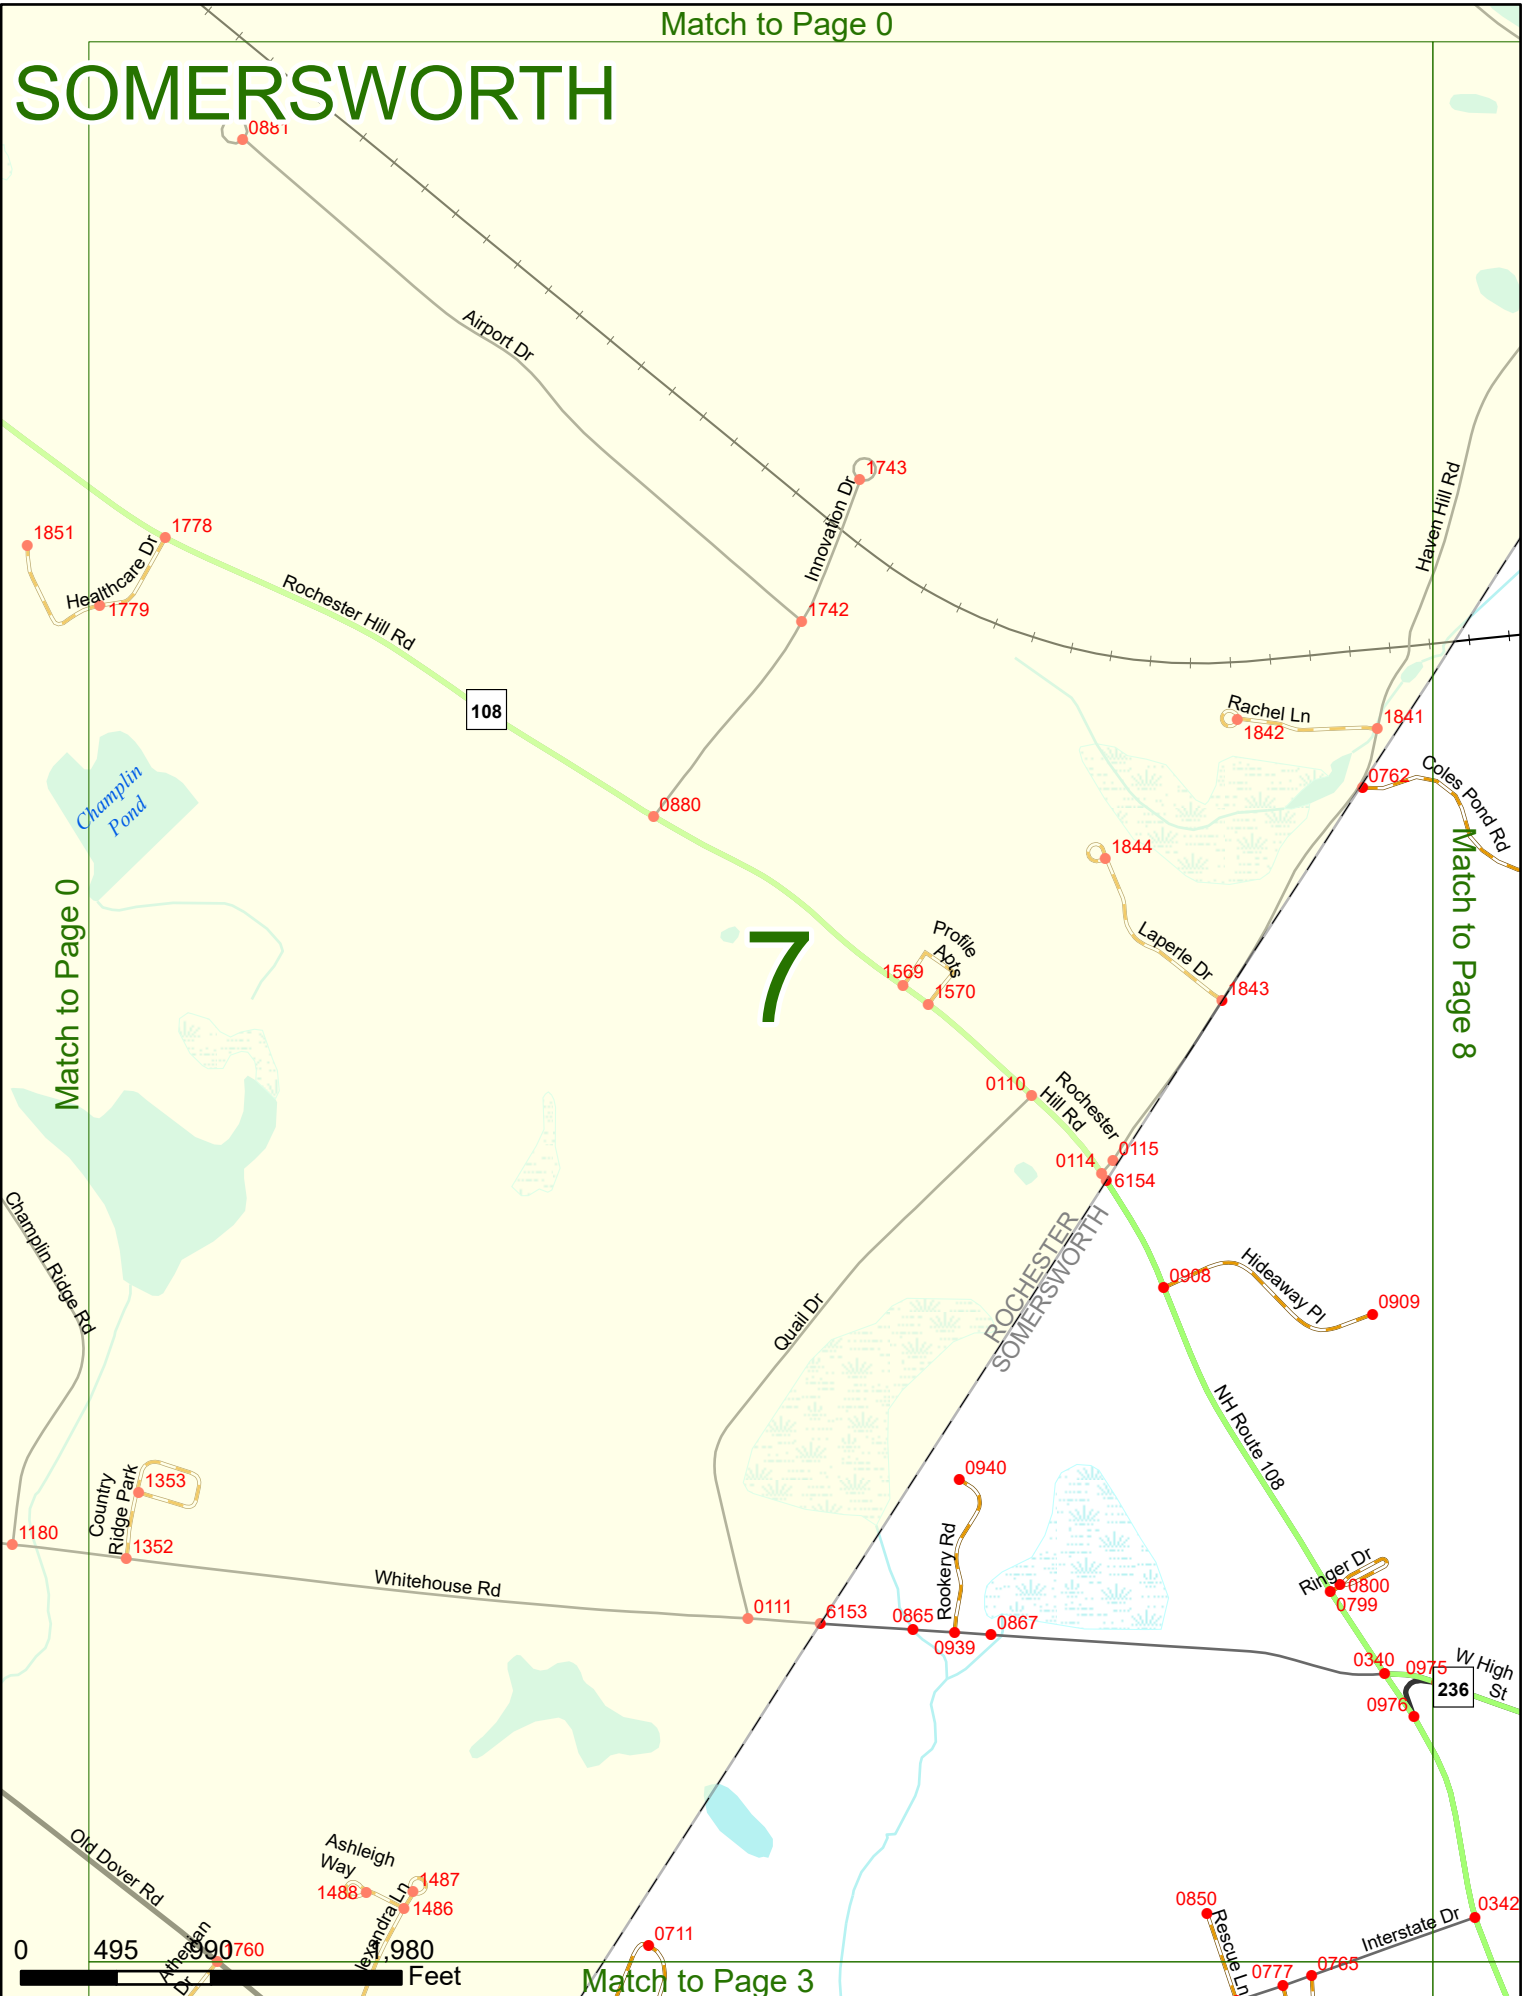 Match to Page 0
SOMERSWORTH
0881
Airport Dr
1743
Innovation Dr
Haven Hill Rd
1851
1778
Healthcare Dr
1779
Rochester Hill Rd
1742
108
Rachel Ln
1842
1841
0762
Coles Pond Rd
Champlin
Pond
0880
1844
Match to Page 8
Match to Page 0
7
Profile
Apts
Laperle Dr
1569
1570
1843
0110
Rochester
Hill Rd
0115
0114
6154
Champlin Ridge Rd
ROCHESTER
SOMERSWORTH
0908
Hideaway Pl
0909
Quail Dr
NH Route 108
Country
Ridge Park
1353
0940
1180
1352
Rookery Rd
Ringer Dr
0800
0799
Whitehouse Rd
0111
6153
0865
0939
0867
0340
0975
W High
St
236
0976
Old Dover Rd
Ashleigh
Way
1487
1488
1486
lexandra Ln
0850
Rescue Ln
Interstate Dr
0342
0711
Athenian
Dr
1760
0 495 990 1,980
Feet
0777
0765
Match to Page 3